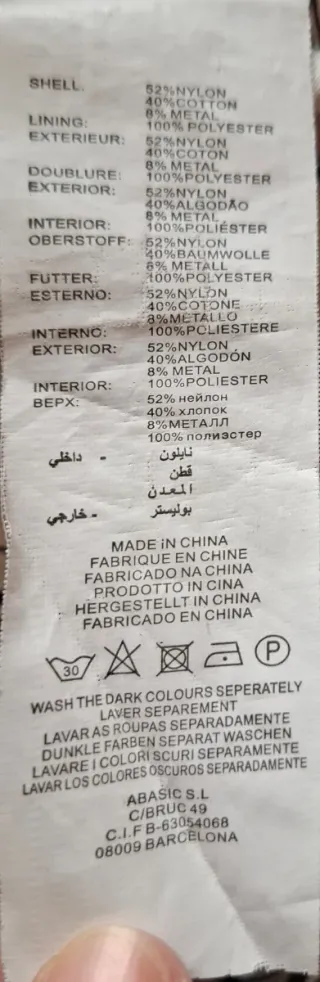 SHELL: 52%NYLON
40%COTTON
8% METAL
LINING: 100% POLYESTER
EXTERIEUR: 52%NYLON
40%COTON
8% METAL
DOUBLURE: 100%POLYESTER
EXTERIOR: 52%NYLON
40%ALGODÃO
8% METAL
INTERIOR: 100%POLIÉSTER
OBERSTOFF: 52%NYLON
40%BAUMWOLLE
8% METALL
FUTTER: 100%POLYESTER
ESTERNO: 52%NYLON
40%COTONE
8%METALLO
INTERNO: 100%POLIESTERE
EXTERIOR: 52%NYLON
40%ALGODÓN
8% METAL
INTERIOR: 100%POLIESTER
ВЕРХ: 52% нейлон
40% хлопок
8%МЕТАЛЛ
100% полиэстер
نايلون - داخلي
قطن
المعدن
بوليستر - خارجي
MADE iN CHINA
FABRIQUE EN CHINE
FABRICADO NA CHINA
PRODOTTO IN CINA
HERGESTELLT IN CHINA
FABRICADO EN CHINA
30 P
WASH THE DARK COLOURS SEPERATELY
LAVER SEPAREMENT
LAVAR AS ROUPAS SEPARADAMENTE
DUNKLE FARBEN SEPARAT WASCHEN
LAVARE I COLORI SCURI SEPARAMENTE
LAVAR LOS COLORES OSCUROS SEPARADAMENTE
ABASIC S.L
C/BRUC 49
C.I.F B-63054068
08009 BARCELONA